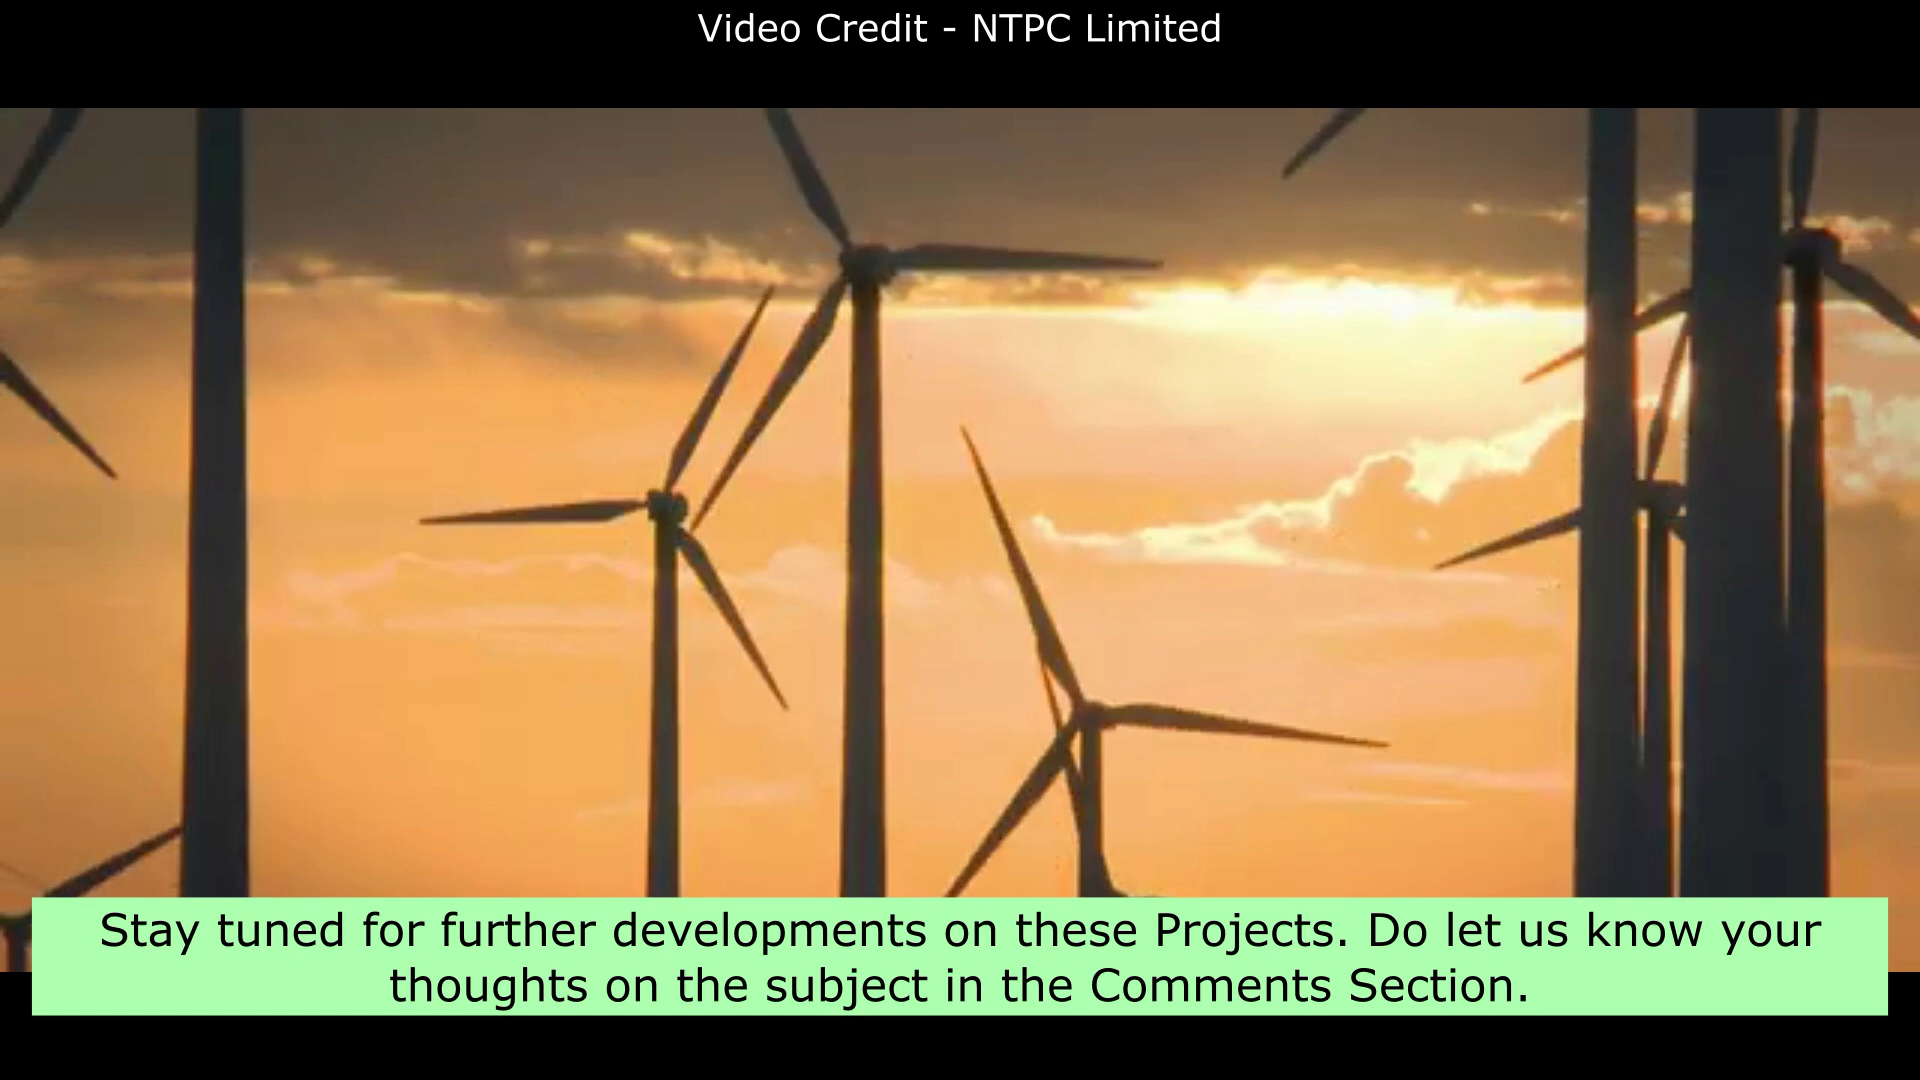 Video Credit - NTPC Limited
Stay tuned for further developments on these Projects. Do let us know your
thoughts on the subject in the Comments Section.